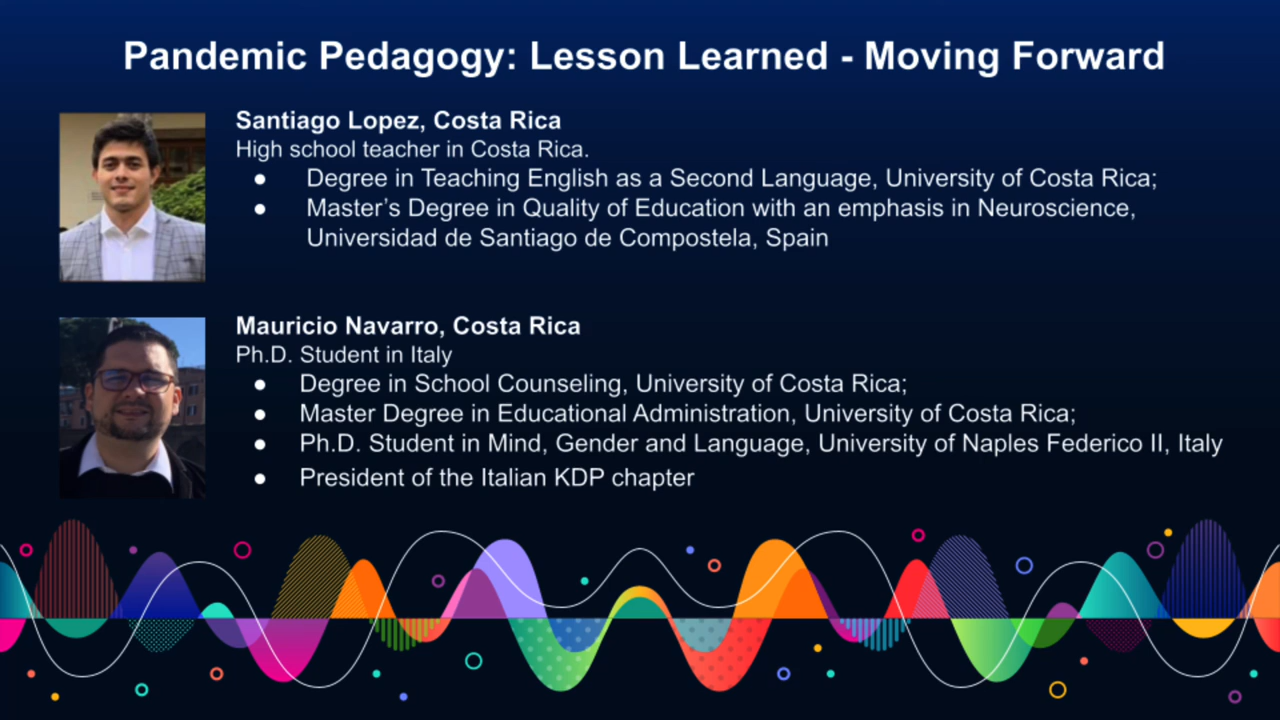 Pandemic Pedagogy: Lesson Learned - Moving Forward
Santiago Lopez, Costa Rica
High school teacher in Costa Rica.
● Degree in Teaching English as a Second Language, University of Costa Rica;
● Master’s Degree in Quality of Education with an emphasis in Neuroscience,
Universidad de Santiago de Compostela, Spain
Mauricio Navarro, Costa Rica
Ph.D. Student in Italy
● Degree in School Counseling, University of Costa Rica;
● Master Degree in Educational Administration, University of Costa Rica;
● Ph.D. Student in Mind, Gender and Language, University of Naples Federico II, Italy
● President of the Italian KDP chapter